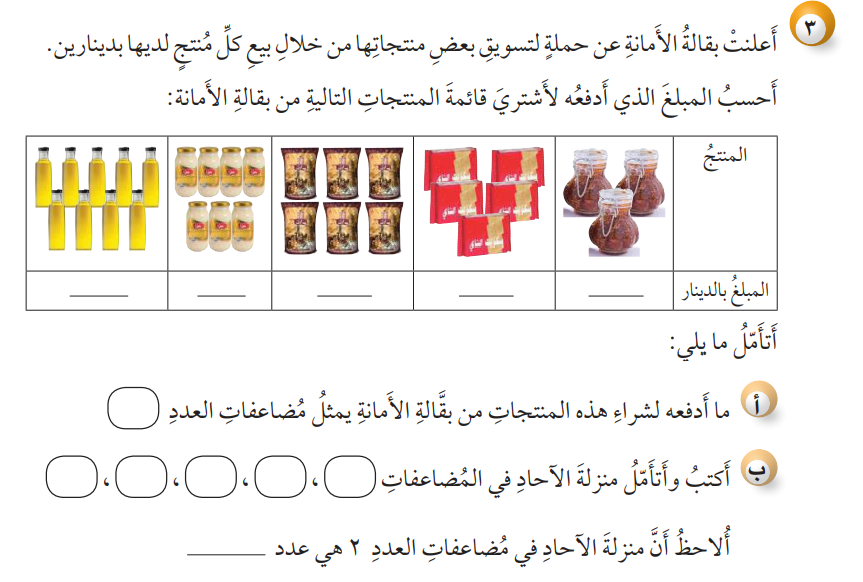 ٣
أَعلنتْ بقالةُ الأَمانةِ عن حملةٍ لتسويقِ بعضِ منتجاتِها من خلالِ بيعِ كلِّ مُنتجٍ لديها بدينارين.
أَحسبُ المبلغَ الذي أَدفعُه لأَشتريَ قائمةَ المنتجاتِ التاليةِ من بقالةِ الأَمانة:
المنتجُ
المبلغُ بالدينار ______ ______ ______ ______ ______
أَتأَمّلُ ما يلي:
أ ما أَدفعه لشراءِ هذه المنتجاتِ من بقَّالةِ الأَمانةِ يمثلُ مُضاعفاتِ العددِ
ب أَكتبُ وأَتأَمّلُ منزلةَ الآحادِ في المُضاعفاتِ ، ، ، ،
أُلاحظُ أَنَّ منزلةَ الآحادِ في مُضاعفاتِ العددِ ٢ هي عدد ______